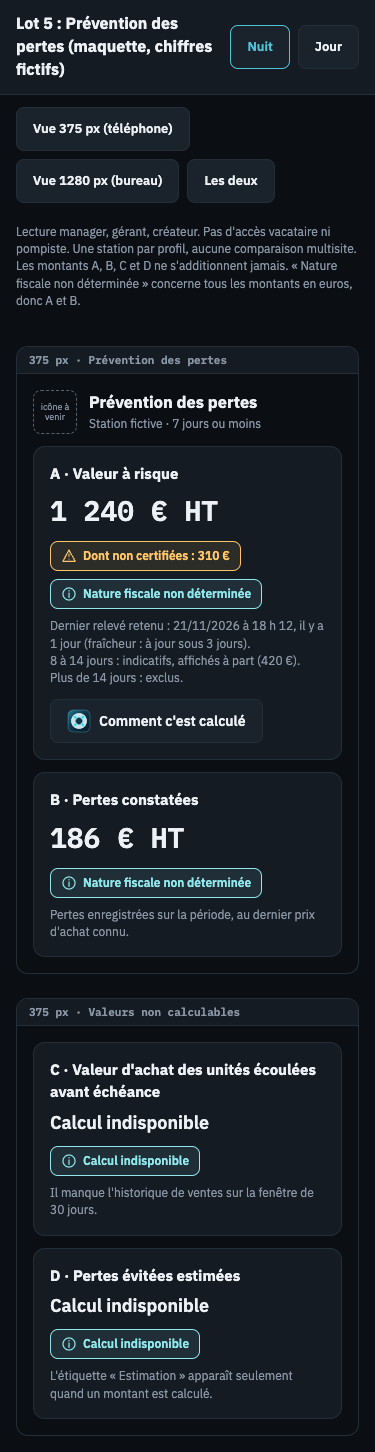 Lot 5 : Prévention des
pertes (maquette, chiffres
fictifs)
Nuit
Jour
Vue 375 px (téléphone)
Vue 1280 px (bureau)
Les deux
Lecture manager, gérant, créateur. Pas d'accès vacataire ni
pompiste. Une station par profil, aucune comparaison multisite.
Les montants A, B, C et D ne s'additionnent jamais. « Nature
fiscale non déterminée » concerne tous les montants en euros,
donc A et B.
375 px · Prévention des pertes
icône à
venir
Prévention des pertes
Station fictive · 7 jours ou moins
A · Valeur à risque
1 240 € HT
Dont non certifiées : 310 €
Nature fiscale non déterminée
Dernier relevé retenu : 21/11/2026 à 18 h 12, il y a
1 jour (fraîcheur : à jour sous 3 jours).
8 à 14 jours : indicatifs, affichés à part (420 €).
Plus de 14 jours : exclus.
Comment c'est calculé
B · Pertes constatées
186 € HT
Nature fiscale non déterminée
Pertes enregistrées sur la période, au dernier prix
d'achat connu.
375 px · Valeurs non calculables
C · Valeur d'achat des unités écoulées
avant échéance
Calcul indisponible
Calcul indisponible
Il manque l'historique de ventes sur la fenêtre de
30 jours.
D · Pertes évitées estimées
Calcul indisponible
Calcul indisponible
L'étiquette « Estimation » apparaît seulement
quand un montant est calculé.